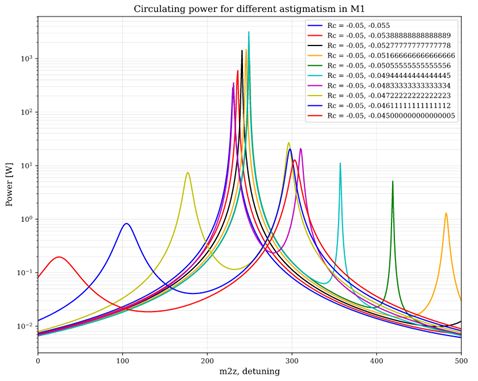 Circulating power for different astigmatism in M1
Rc = -0.05, -0.055
Rc = -0.05, -0.05388888888888889
Rc = -0.05, -0.05277777777777778
Rc = -0.05, -0.051666666666666666
Rc = -0.05, -0.050555555555555556
Rc = -0.05, -0.04944444444444445
Rc = -0.05, -0.04833333333333334
Rc = -0.05, -0.04722222222222223
Rc = -0.05, -0.04611111111111112
Rc = -0.05, -0.045000000000000005
Power [W]
10³
10²
10¹
10⁰
10⁻¹
10⁻²
0 100 200 300 400 500
m2z, detuning